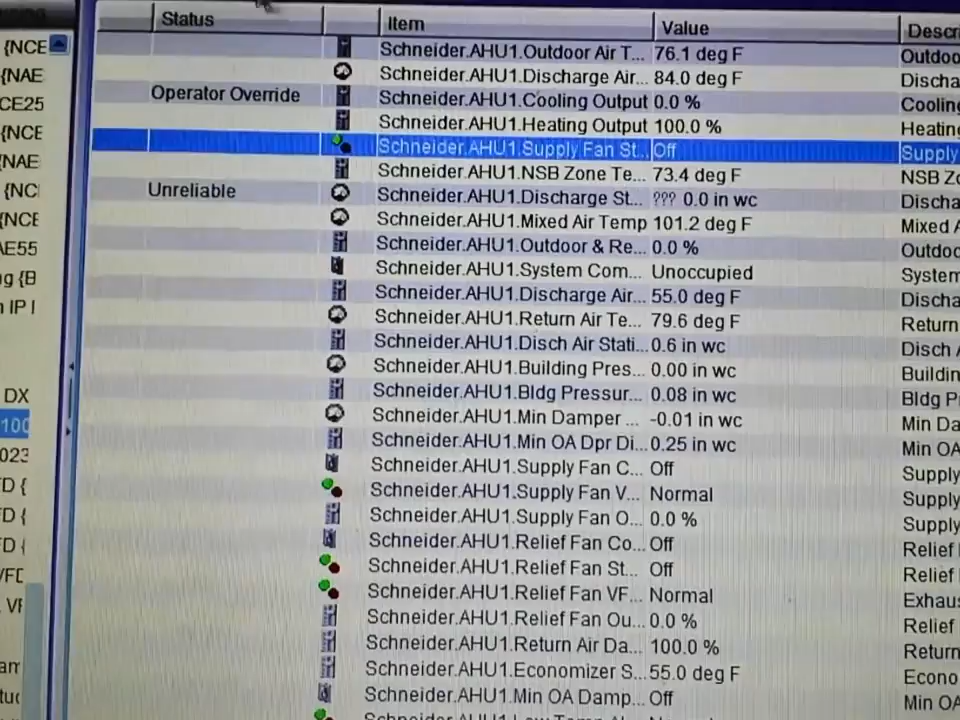 Status Item Value Descri
{NCE Schneider.AHU1.Outdoor Air T... 76.1 deg F Outdoo
{NAE Schneider.AHU1.Discharge Air... 84.0 deg F Discha
CE25 Operator Override Schneider.AHU1.Cooling Output 0.0 % Cooling
{NCE Schneider.AHU1.Heating Output 100.0 % Heating
{NAE Schneider.AHU1.Supply Fan St... Off Supply
Schneider.AHU1.NSB Zone Te... 73.4 deg F NSB Zo
{NCE Unreliable Schneider.AHU1.Discharge St... ??? 0.0 in wc Discha
{NCE Schneider.AHU1.Mixed Air Temp 101.2 deg F Mixed A
AE55 Schneider.AHU1.Outdoor & Re... 0.0 % Outdoo
g {B Schneider.AHU1.System Com... Unoccupied System
IP Schneider.AHU1.Discharge Air... 55.0 deg F Discha
Schneider.AHU1.Return Air Te... 79.6 deg F Return
Schneider.AHU1.Disch Air Stati... 0.6 in wc Disch A
Schneider.AHU1.Building Pres... 0.00 in wc Buildin
DX Schneider.AHU1.Bldg Pressur... 0.08 in wc Bldg P
100 Schneider.AHU1.Min Damper ... -0.01 in wc Min Da
023 Schneider.AHU1.Min OA Dpr Di... 0.25 in wc Min OA
Schneider.AHU1.Supply Fan C... Off Supply
FD { Schneider.AHU1.Supply Fan V... Normal Supply
FD { Schneider.AHU1.Supply Fan O... 0.0 % Supply
FD { Schneider.AHU1.Relief Fan Co... Off Relief
VFD Schneider.AHU1.Relief Fan St... Off Relief
VF Schneider.AHU1.Relief Fan VF... Normal Exhaus
Schneider.AHU1.Relief Fan Ou... 0.0 % Relief
Schneider.AHU1.Return Air Da... 100.0 % Return
am Schneider.AHU1.Economizer S... 55.0 deg F Econo
Schneider.AHU1.Min OA Damp... Off Min OA